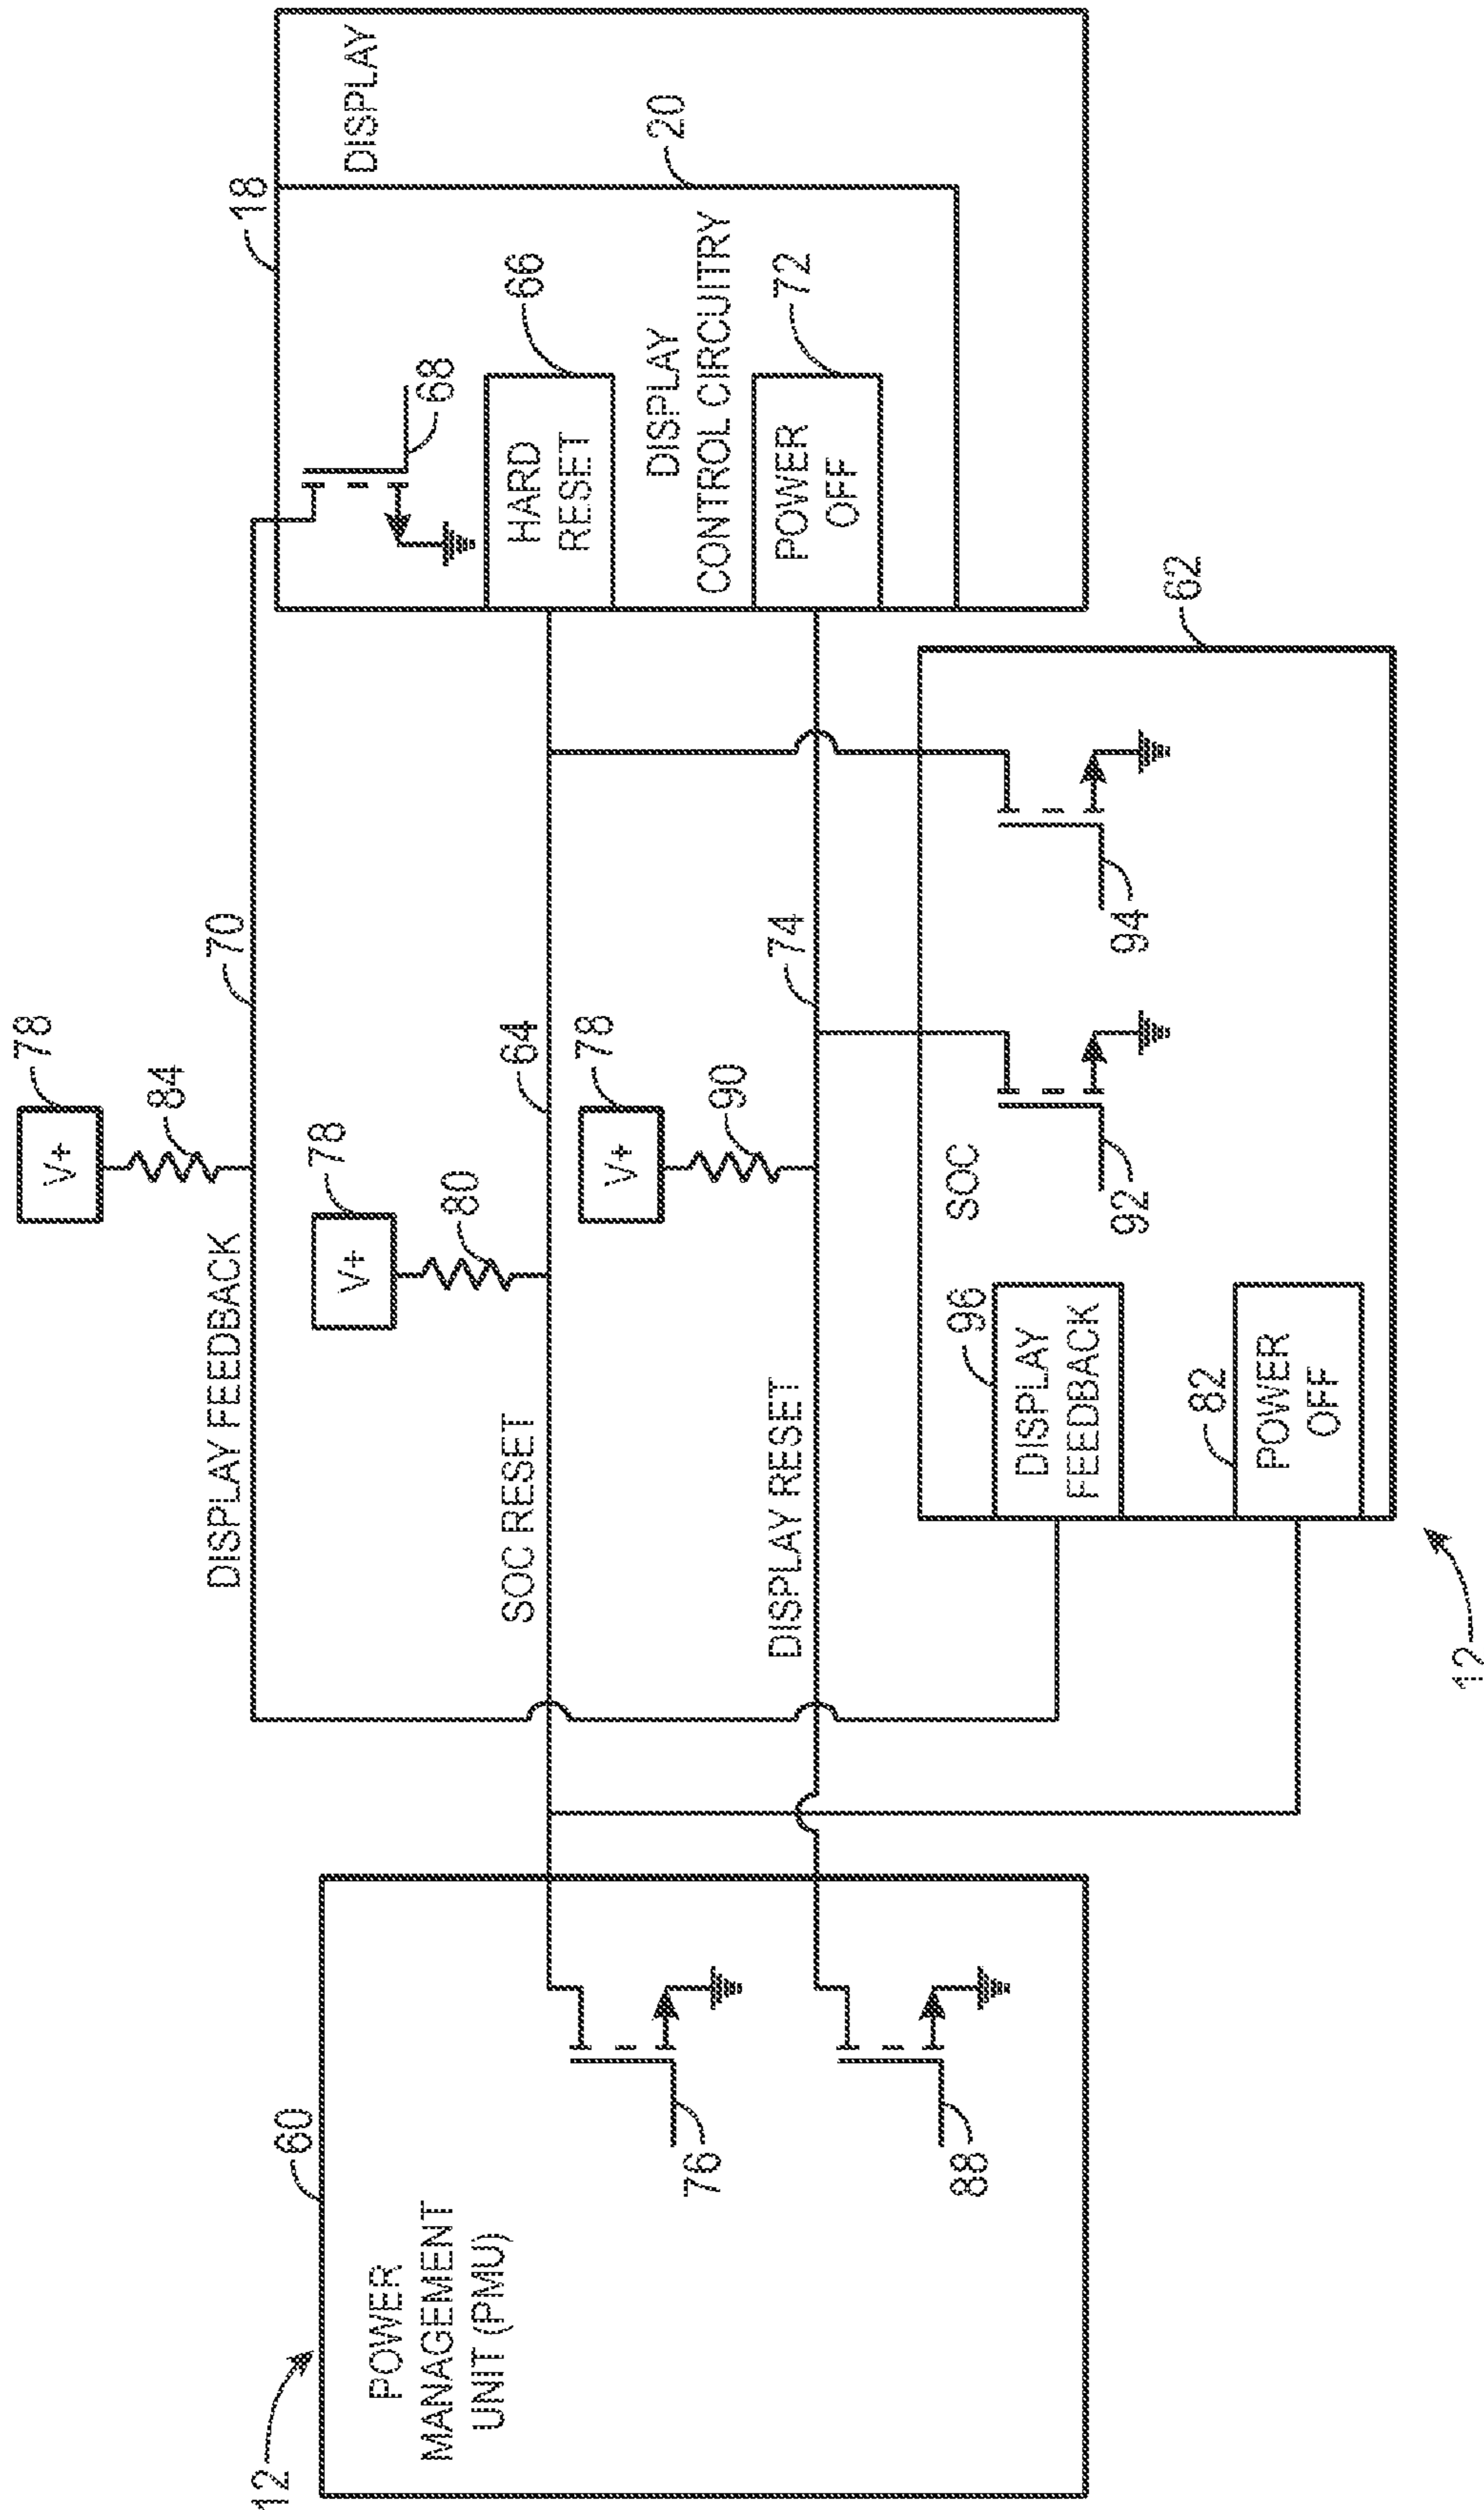 78
84
V+
DISPLAY FEEDBACK
70
18
DISPLAY
68
78
V+
80
SOC RESET
64
HARD
RESET
66
20
78
V+
90
DISPLAY RESET
74
DISPLAY
CONTROL CIRCUITRY
POWER
OFF
72
12
60
POWER
MANAGEMENT
UNIT (PMU)
76
88
SOC
62
96
DISPLAY
FEEDBACK
92
94
82
POWER
OFF
12